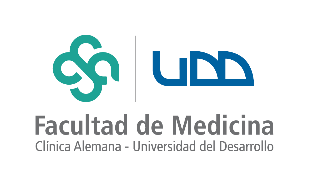 UDD
Facultad de Medicina
Clínica Alemana - Universidad del Desarrollo